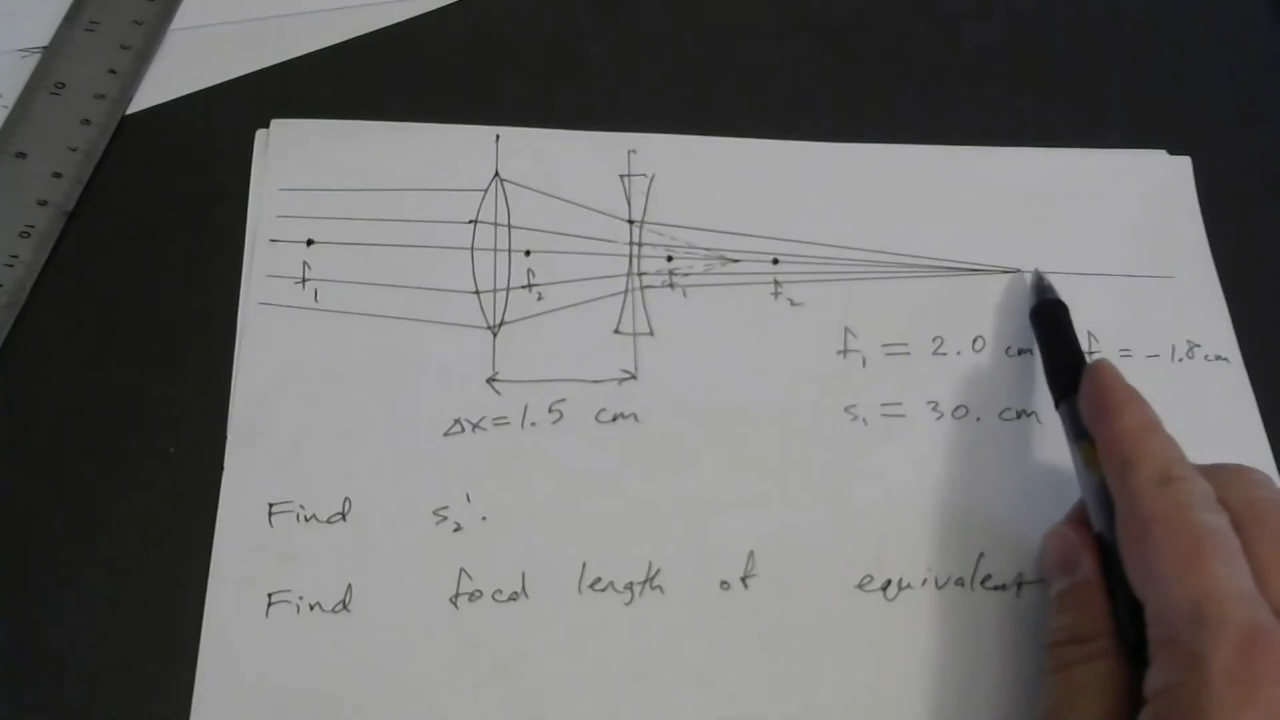 f₁ f₂ f₁ f₂
f₁ = 2.0 cm f = -1.8 cm
Δx = 1.5 cm s₁ = 30. cm
Find s₂'.
Find focal length of equivalent